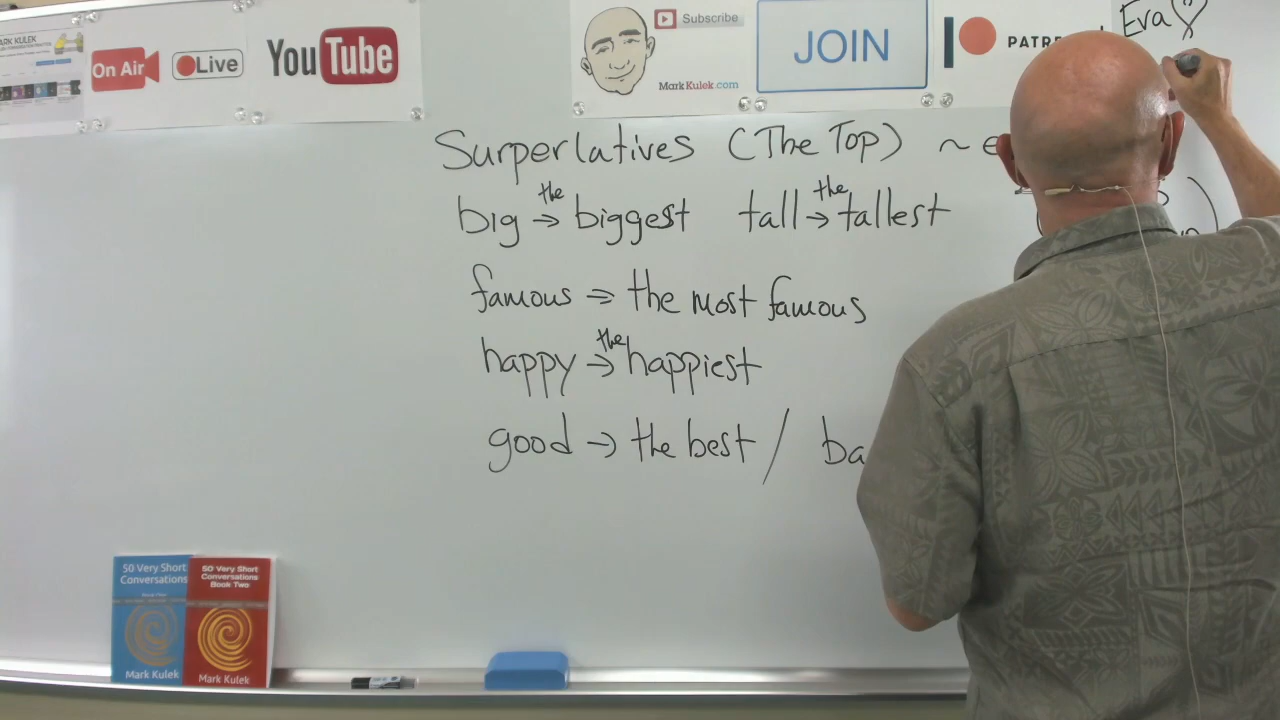 MARK KULEK
On Air
Live
YouTube
Subscribe
MarkKulek.com
JOIN
PATRE
Eva
Surperlatives (The Top) ~ e
big → the biggest tall → the tallest
famous ⇒ the most famous
happy → the happiest
good → the best / ba
50 Very Short
Conversations
Mark Kulek
50 Very Short
Conversations
Book Two
Mark Kulek